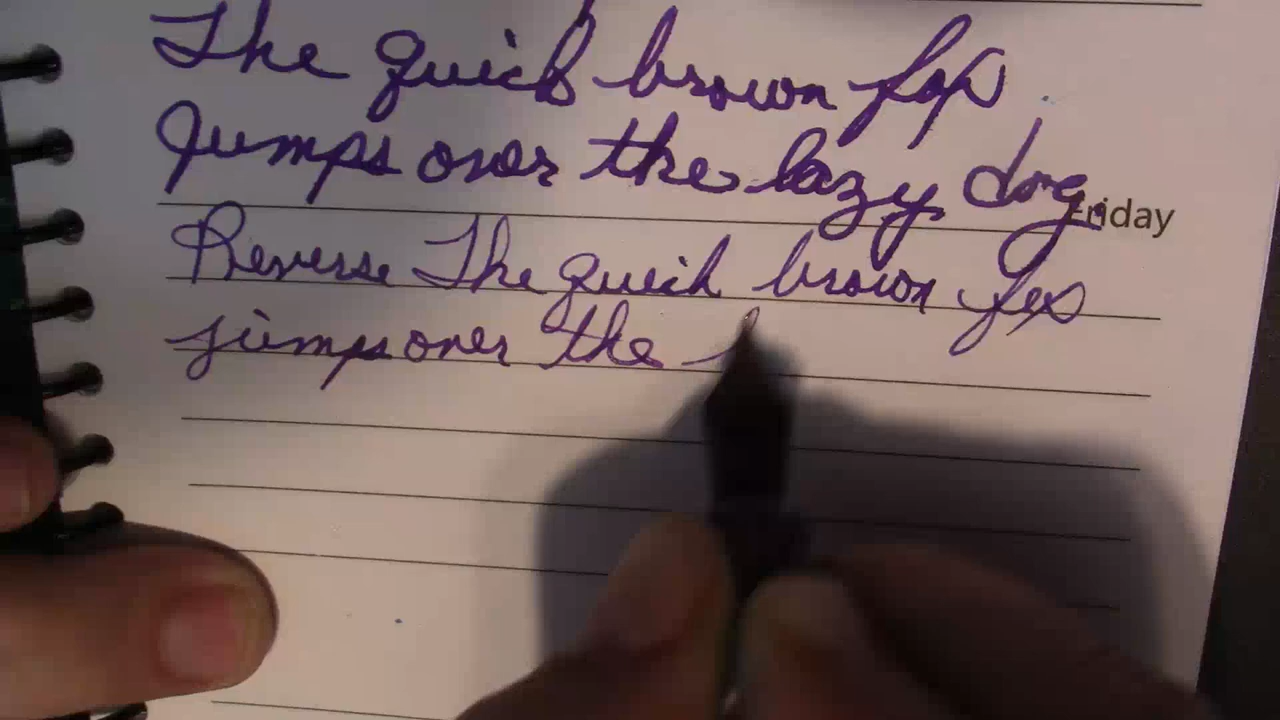 The quick brown fox
Jumps over the lazy dog.
Friday
Reverse The quick brown fox
jumps over the